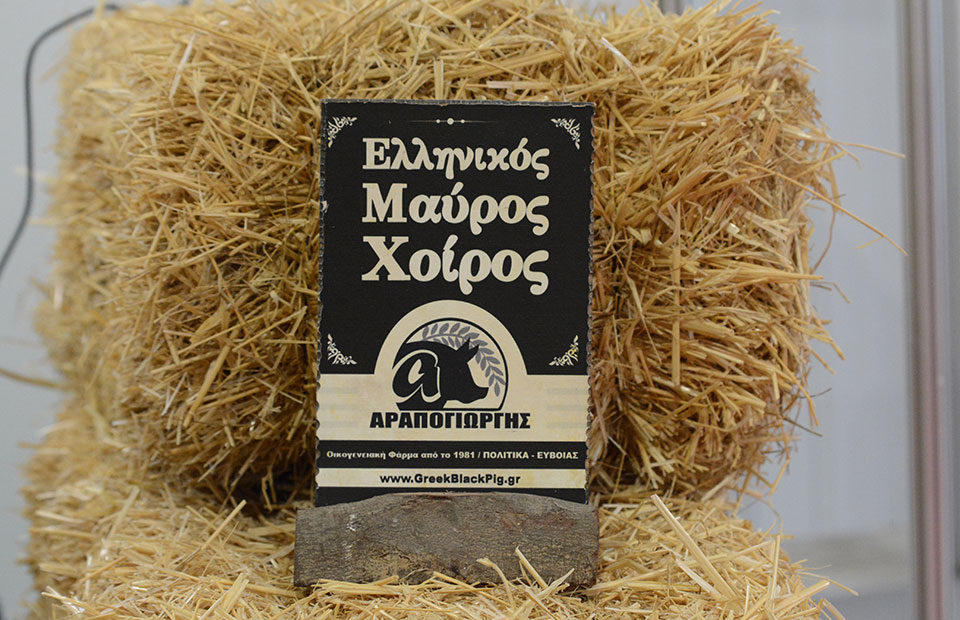 Ελληνικός
Μαύρος
Χοίρος
α
ΑΡΑΠΟΓΙΩΡΓΗΣ
Οικογενειακή Φάρμα από το 1981 / ΠΟΛΙΤΙΚΑ - ΕΥΒΟΙΑΣ
www.GreekBlackPig.gr